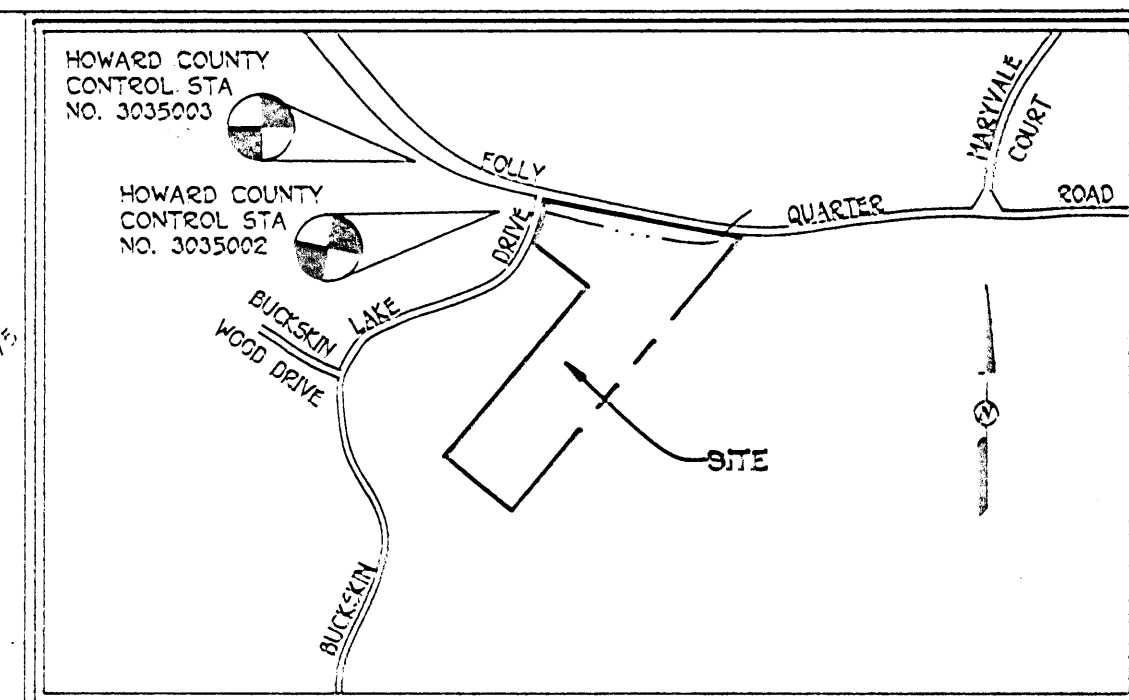 HOWARD COUNTY
CONTROL STA
NO. 3035003
HOWARD COUNTY
CONTROL STA
NO. 3035002
FOLLY
QUARTER
ROAD
MARYVALE
COURT
DRIVE
LAKE
BUCKSKIN
BUCKSKIN
WOOD DRIVE
SITE
N